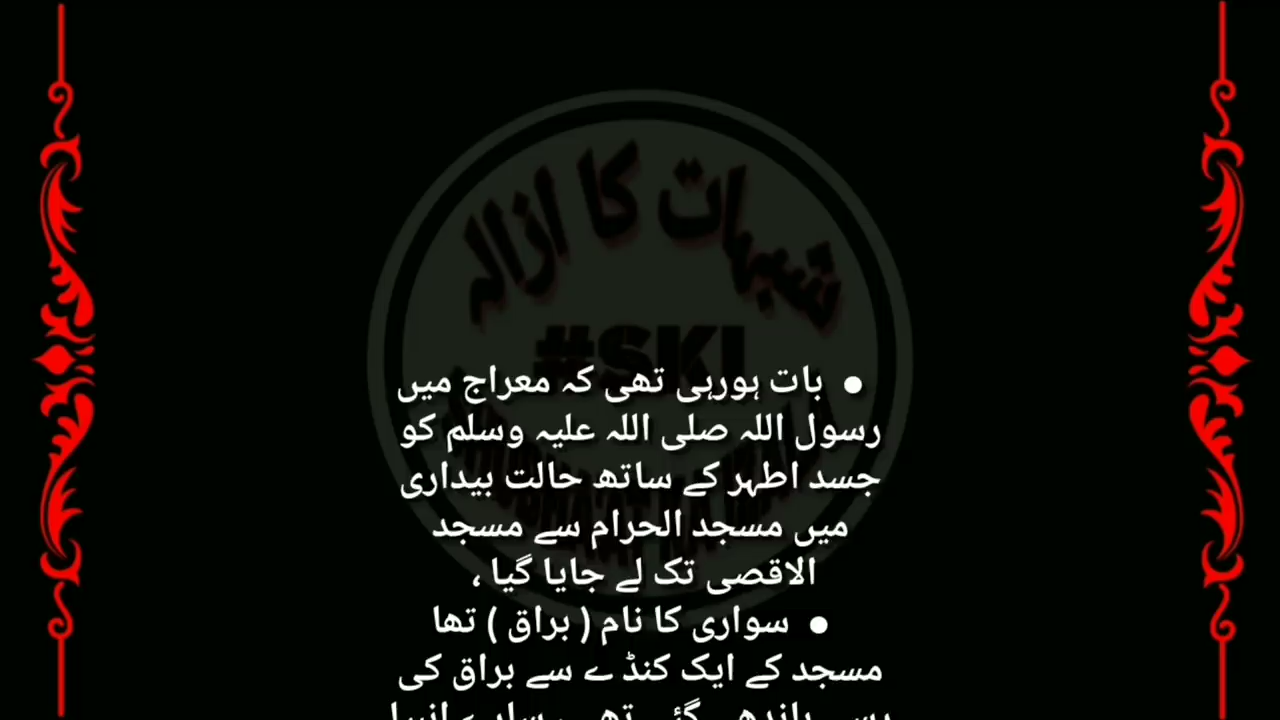 شبہات کا ازالہ
#SKI
● بات ہورہی تھی کہ معراج میں
رسول اللہ صلی اللہ علیہ وسلم کو
جسد اطہر کے ساتھ حالت بیداری
میں مسجد الحرام سے مسجد
الاقصی تک لے جایا گیا ،
● سواری کا نام ( براق ) تھا
مسجد کے ایک کنڈے سے براق کی